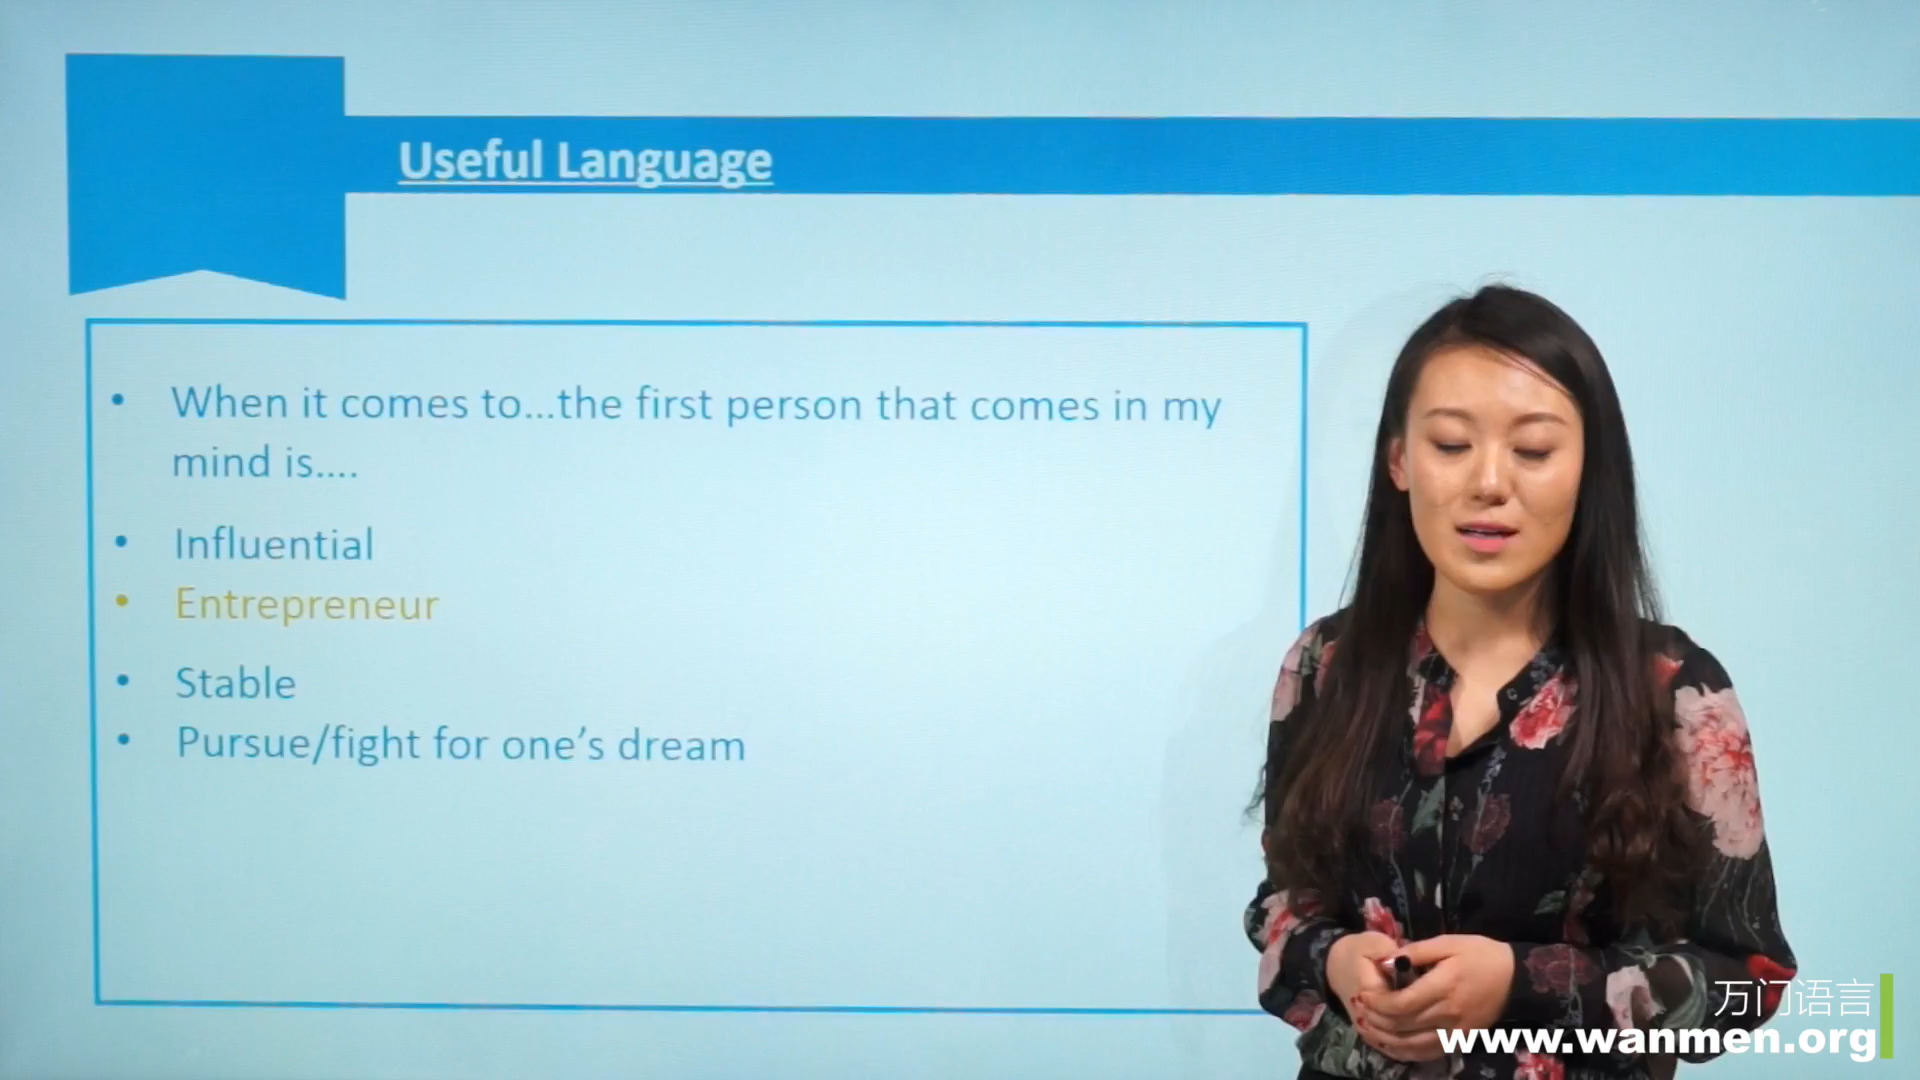 Useful Language
• When it comes to...the first person that comes in my
mind is....
• Influential
• Entrepreneur
• Stable
• Pursue/fight for one's dream
万门语言
www.wanmen.org